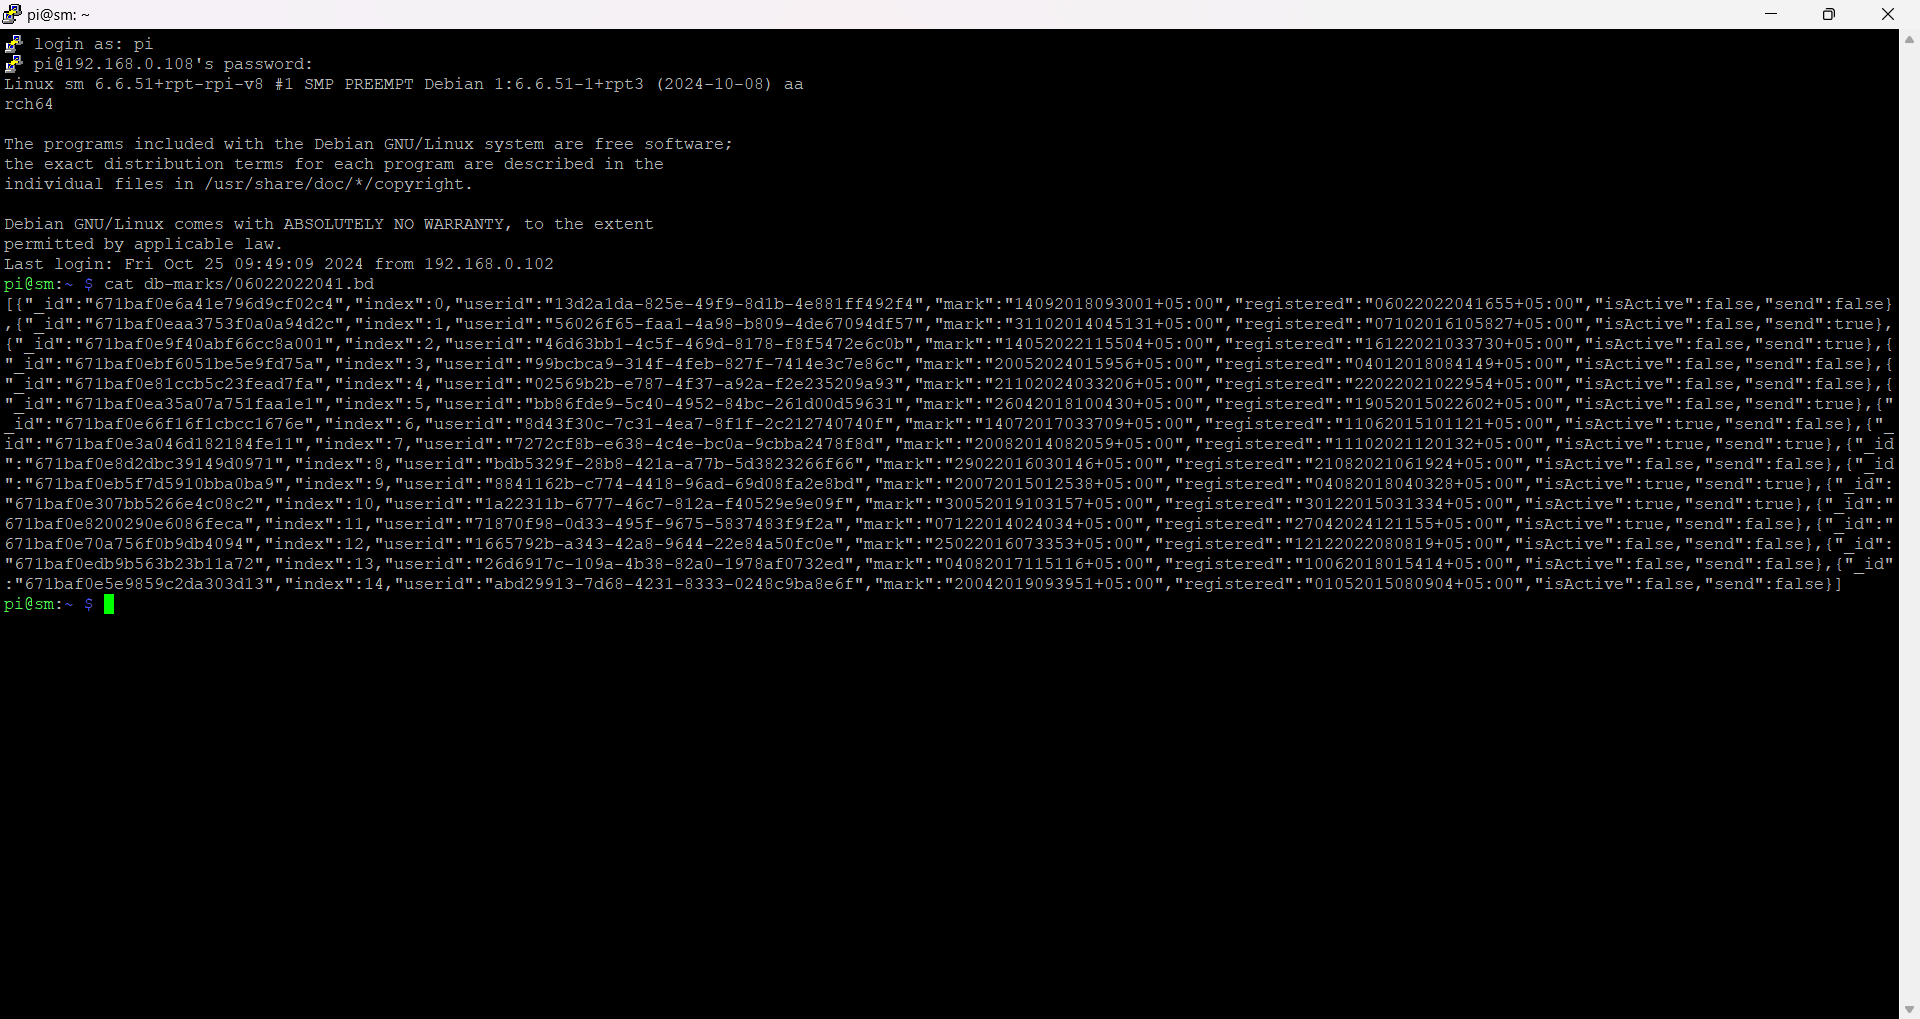 pi@sm: ~
login as: pi
pi@192.168.0.108's password:
Linux sm 6.6.51+rpt-rpi-v8 #1 SMP PREEMPT Debian 1:6.6.51-1+rpt3 (2024-10-08) aa
rch64
The programs included with the Debian GNU/Linux system are free software;
the exact distribution terms for each program are described in the
individual files in /usr/share/doc/*/copyright.
Debian GNU/Linux comes with ABSOLUTELY NO WARRANTY, to the extent
permitted by applicable law.
Last login: Fri Oct 25 09:49:09 2024 from 192.168.0.102
pi@sm:~ $ cat db-marks/06022022041.bd
[{"_id":"671baf0e6a41e796d9cf02c4","index":0,"userid":"13d2a1da-825e-49f9-8d1b-4e881ff492f4","mark":"14092018093001+05:00","registered":"06022022041655+05:00","isActive":false,"send":false}
,{"_id":"671baf0eaa3753f0a0a94d2c","index":1,"userid":"56026f65-faa1-4a98-b809-4de67094df57","mark":"31102014045131+05:00","registered":"07102016105827+05:00","isActive":false,"send":true},
{"_id":"671baf0e9f40abf66cc8a001","index":2,"userid":"46d63bb1-4c5f-469d-8178-f8f5472e6c0b","mark":"14052022115504+05:00","registered":"16122021033730+05:00","isActive":false,"send":true},{
"_id":"671baf0ebf6051be5e9fd75a","index":3,"userid":"99bcbca9-314f-4feb-827f-7414e3c7e86c","mark":"20052024015956+05:00","registered":"04012018084149+05:00","isActive":false,"send":false},{
"_id":"671baf0e81ccb5c23fead7fa","index":4,"userid":"02569b2b-e787-4f37-a92a-f2e235209a93","mark":"21102024033206+05:00","registered":"22022021022954+05:00","isActive":false,"send":false},{
"_id":"671baf0ea35a07a751faa1e1","index":5,"userid":"bb86fde9-5c40-4952-84bc-261d00d59631","mark":"26042018100430+05:00","registered":"19052015022602+05:00","isActive":false,"send":true},{"
_id":"671baf0e66f16f1cbcc1676e","index":6,"userid":"8d43f30c-7c31-4ea7-8f1f-2c212740740f","mark":"14072017033709+05:00","registered":"11062015101121+05:00","isActive":true,"send":false},{"_
id":"671baf0e3a046d182184fe11","index":7,"userid":"7272cf8b-e638-4c4e-bc0a-9cbba2478f8d","mark":"20082014082059+05:00","registered":"11102021120132+05:00","isActive":true,"send":true},{"_id
":"671baf0e8d2dbc39149d0971","index":8,"userid":"bdb5329f-28b8-421a-a77b-5d3823266f66","mark":"29022016030146+05:00","registered":"21082021061924+05:00","isActive":false,"send":false},{"_id
":"671baf0eb5f7d5910bba0ba9","index":9,"userid":"8841162b-c774-4418-96ad-69d08fa2e8bd","mark":"20072015012538+05:00","registered":"04082018040328+05:00","isActive":true,"send":true},{"_id":
"671baf0e307bb5266e4c08c2","index":10,"userid":"1a22311b-6777-46c7-812a-f40529e9e09f","mark":"30052019103157+05:00","registered":"30122015031334+05:00","isActive":true,"send":true},{"_id":"
671baf0e8200290e6086feca","index":11,"userid":"71870f98-0d33-495f-9675-5837483f9f2a","mark":"07122014024034+05:00","registered":"27042024121155+05:00","isActive":true,"send":false},{"_id":"
671baf0e70a756f0b9db4094","index":12,"userid":"1665792b-a343-42a8-9644-22e84a50fc0e","mark":"25022016073353+05:00","registered":"12122022080819+05:00","isActive":false,"send":false},{"_id":
"671baf0edb9b563b23b11a72","index":13,"userid":"26d6917c-109a-4b38-82a0-1978af0732ed","mark":"04082017115116+05:00","registered":"10062018015414+05:00","isActive":false,"send":false},{"_id"
:"671baf0e5e9859c2da303d13","index":14,"userid":"abd29913-7d68-4231-8333-0248c9ba8e6f","mark":"20042019093951+05:00","registered":"01052015080904+05:00","isActive":false,"send":false}]
pi@sm:~ $